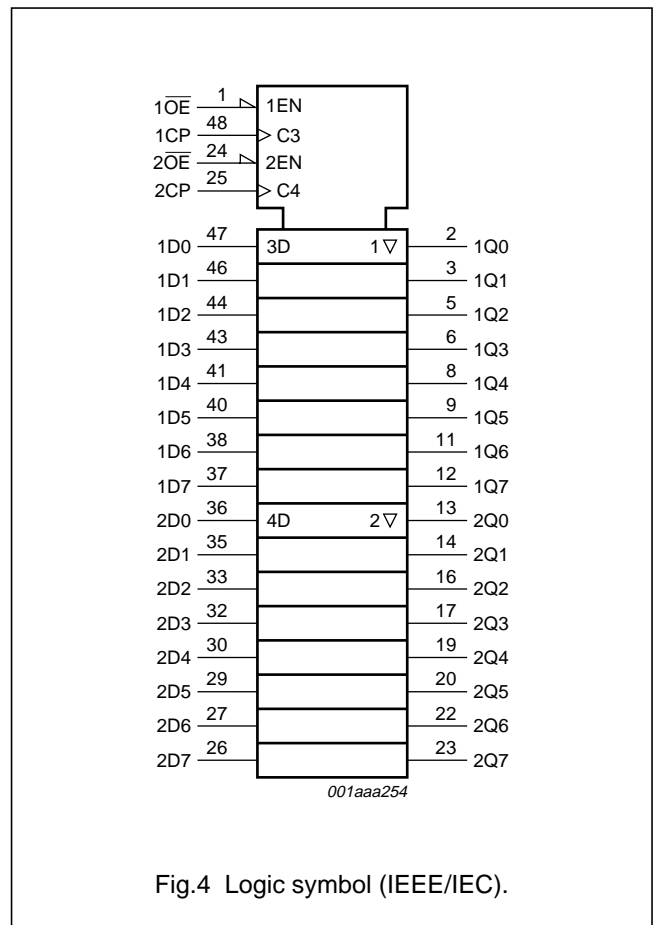 1O̅E̅ 1 1EN
1CP 48 C3
2O̅E̅ 24 2EN
2CP 25 C4
1D0 47 3D 1 ▽ 2 1Q0
1D1 46 3 1Q1
1D2 44 5 1Q2
1D3 43 6 1Q3
1D4 41 8 1Q4
1D5 40 9 1Q5
1D6 38 11 1Q6
1D7 37 12 1Q7
2D0 36 4D 2 ▽ 13 2Q0
2D1 35 14 2Q1
2D2 33 16 2Q2
2D3 32 17 2Q3
2D4 30 19 2Q4
2D5 29 20 2Q5
2D6 27 22 2Q6
2D7 26 23 2Q7
001aaa254
Fig.4 Logic symbol (IEEE/IEC).